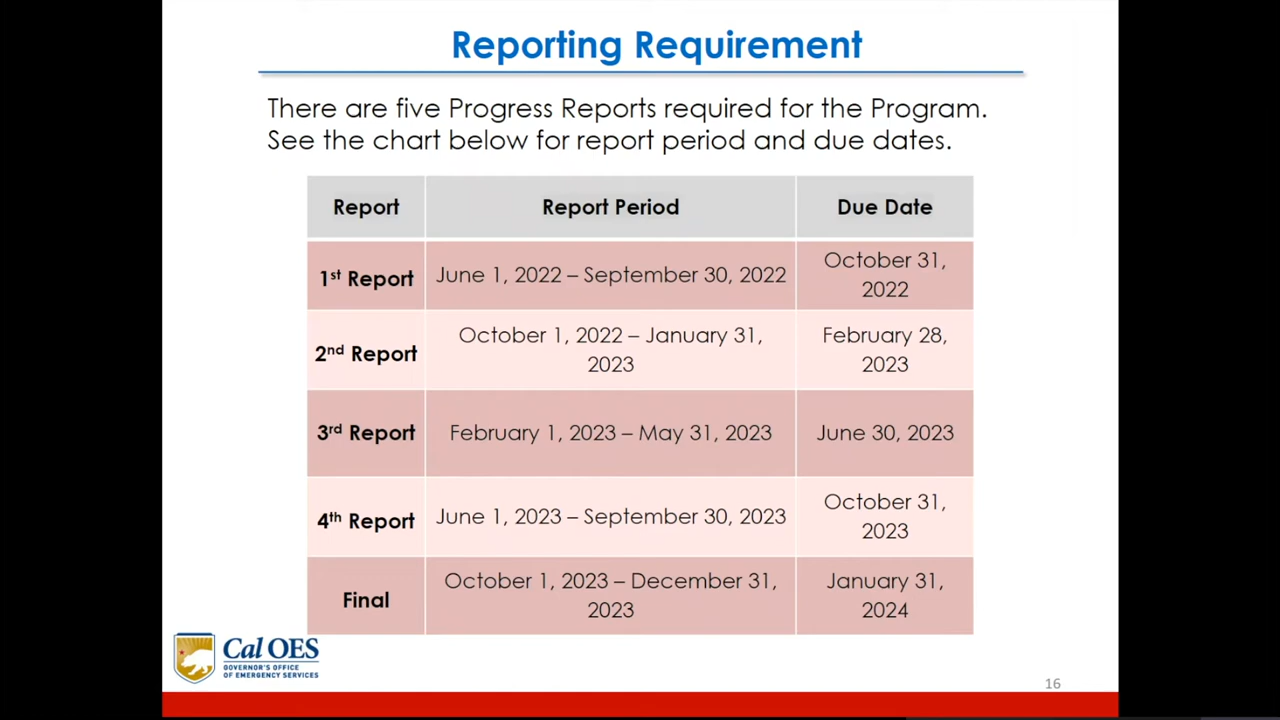 Reporting Requirement
There are five Progress Reports required for the Program.
See the chart below for report period and due dates.
Report
Report Period
Due Date
1st Report
June 1, 2022 – September 30, 2022
October 31,
2022
2nd Report
October 1, 2022 – January 31,
2023
February 28,
2023
3rd Report
February 1, 2023 – May 31, 2023
June 30, 2023
4th Report
June 1, 2023 – September 30, 2023
October 31,
2023
Final
October 1, 2023 – December 31,
2023
January 31,
2024
Cal OES
GOVERNOR'S OFFICE
OF EMERGENCY SERVICES
16